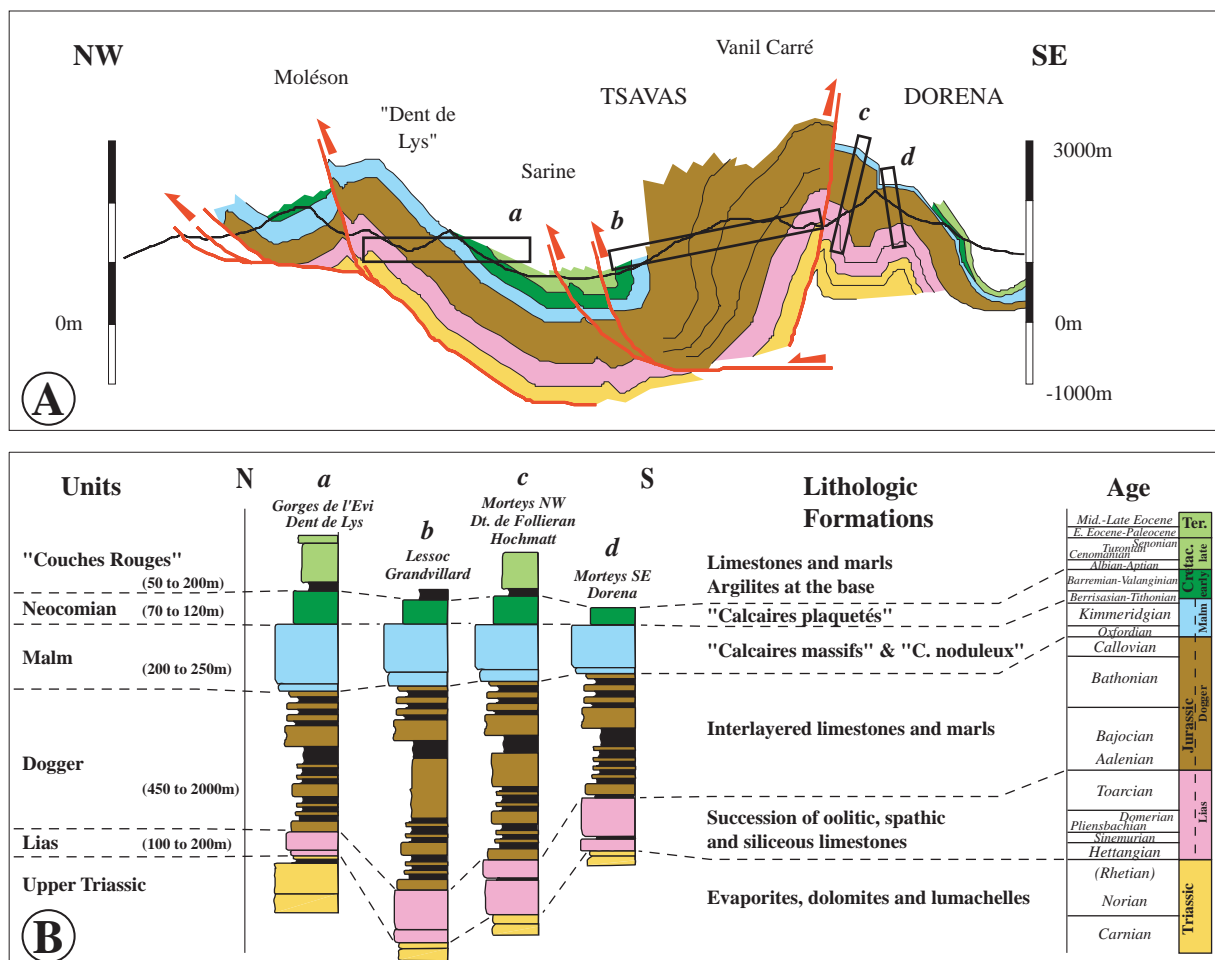 NW
Moléson
"Dent de
Lys"
Sarine
TSAVAS
Vanil Carré
SE
DORENA
a
b
c
d
3000m
0m
0m
-1000m
A
Units
N
S
Lithologic
Formations
Age
a
Gorges de l'Evi
Dent de Lys
b
Lessoc
Grandvillard
c
Morteys NW
Dt. de Follieran
Hochmatt
d
Morteys SE
Dorena
"Couches Rouges"
(50 to 200m)
Neocomian
(70 to 120m)
Malm
(200 to 250m)
Dogger
(450 to 2000m)
Lias
(100 to 200m)
Upper Triassic
Limestones and marls
Argilites at the base
"Calcaires plaquetés"
"Calcaires massifs" & "C. noduleux"
Interlayered limestones and marls
Succession of oolitic, spathic
and siliceous limestones
Evaporites, dolomites and lumachelles
Mid.-Late Eocene
E. Eocene-Paleocene
Senonian
Turonian
Cenomanian
Albian-Aptian
Barremian-Valanginian
Berrisasian-Tithonian
Kimmeridgian
Oxfordian
Callovian
Bathonian
Bajocian
Aalenian
Toarcian
Domerian
Pliensbachian
Sinemurian
Hettangian
(Rhetian)
Norian
Carnian
Ter.
Cretac.
late
early
Jurassic
Malm
Dogger
Lias
Triassic
B